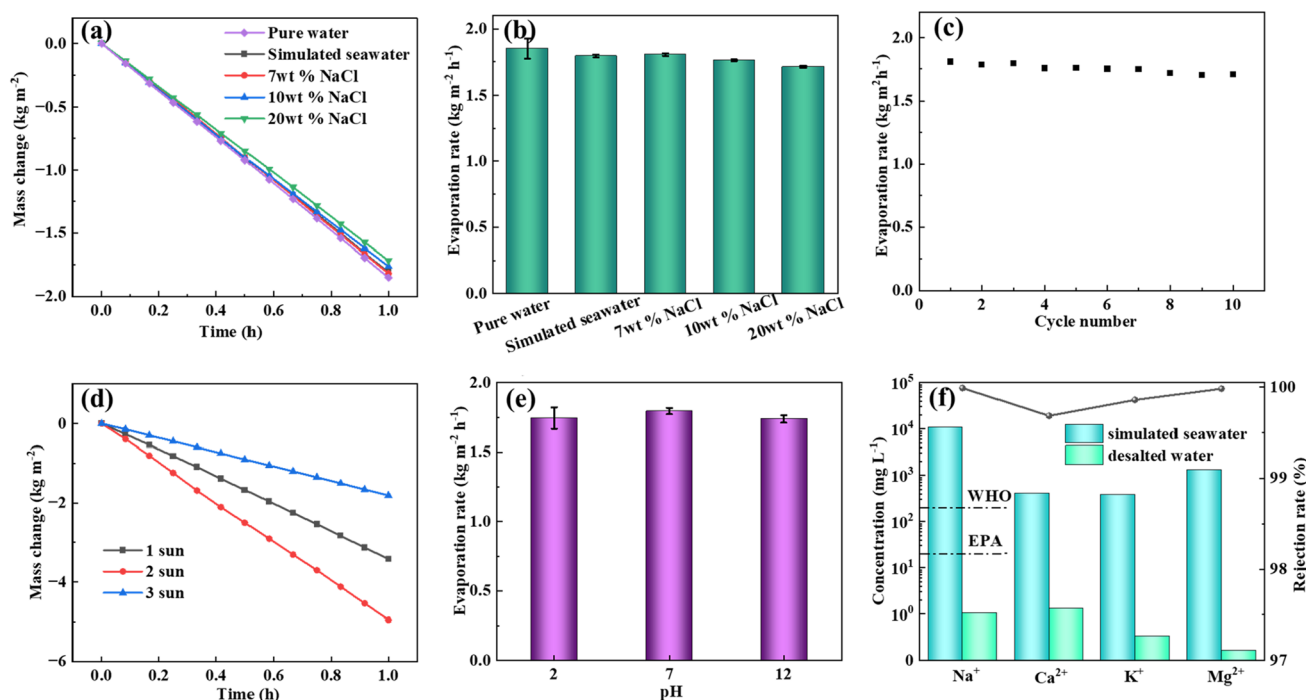 (a)
Pure water
Simulated seawater
7wt % NaCl
10wt % NaCl
20wt % NaCl
Mass change (kg m⁻²)
0.0
−0.5
−1.0
−1.5
−2.0
0.0 0.2 0.4 0.6 0.8 1.0
Time (h)
(b)
Evaporation rate (kg m⁻² h⁻¹)
2.0
1.5
1.0
0.5
0.0
Pure water
Simulated seawater
7wt % NaCl
10wt % NaCl
20wt % NaCl
(c)
Evaporation rate (kg m⁻²h⁻¹)
2.0
1.5
1.0
0.5
0.0
0 2 4 6 8 10
Cycle number
(d)
Mass change (kg m⁻²)
0
−2
−4
−6
1 sun
2 sun
3 sun
0.0 0.2 0.4 0.6 0.8 1.0
Time (h)
(e)
Evaporation rate (kg m⁻² h⁻¹)
2.0
1.5
1.0
0.5
0.0
2 7 12
pH
(f)
simulated seawater
desalted water
WHO
EPA
Concentration (mg L⁻¹)
10⁵
10⁴
10³
10²
10¹
10⁰
0
Na⁺ Ca²⁺ K⁺ Mg²⁺
Rejection rate (%)
100
99
98
97